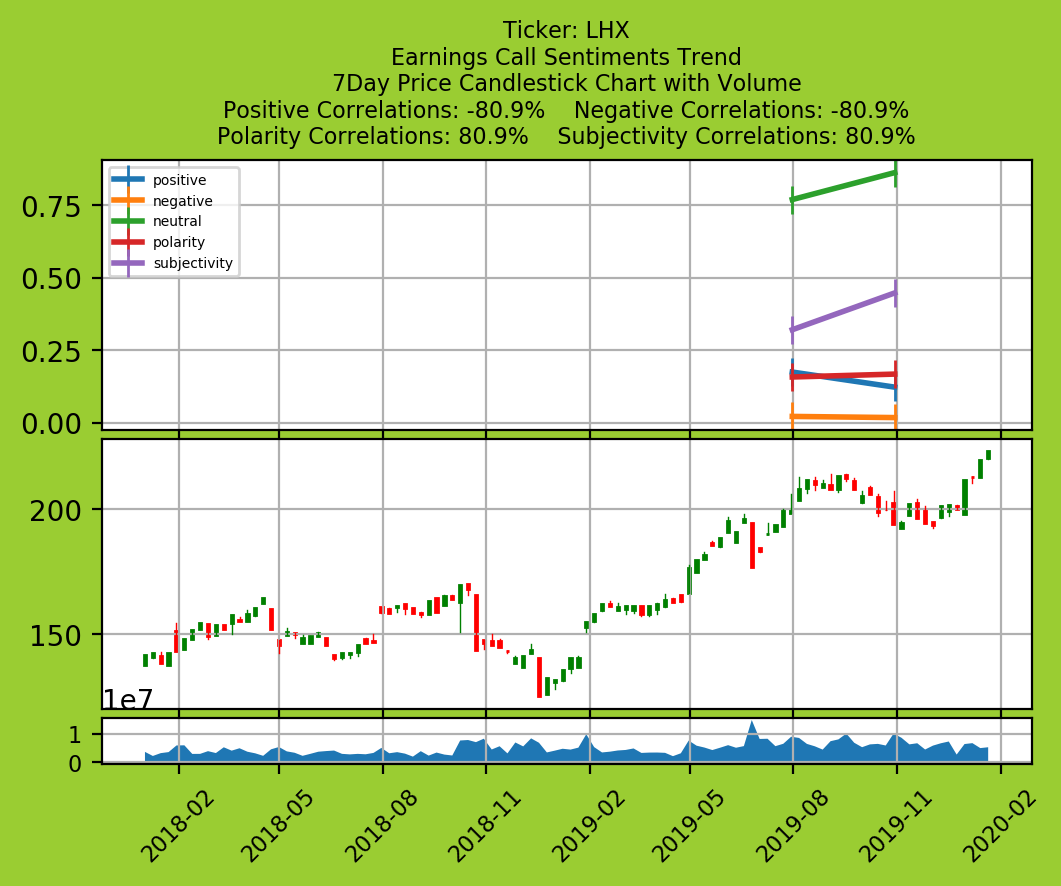 Ticker: LHX
Earnings Call Sentiments Trend
7Day Price Candlestick Chart with Volume
Positive Correlations: -80.9%    Negative Correlations: -80.9%
Polarity Correlations: 80.9%    Subjectivity Correlations: 80.9%
positive
negative
neutral
polarity
subjectivity
0.75
0.50
0.25
0.00
200
150
1e7
1
0
2018-02
2018-05
2018-08
2018-11
2019-02
2019-05
2019-08
2019-11
2020-02